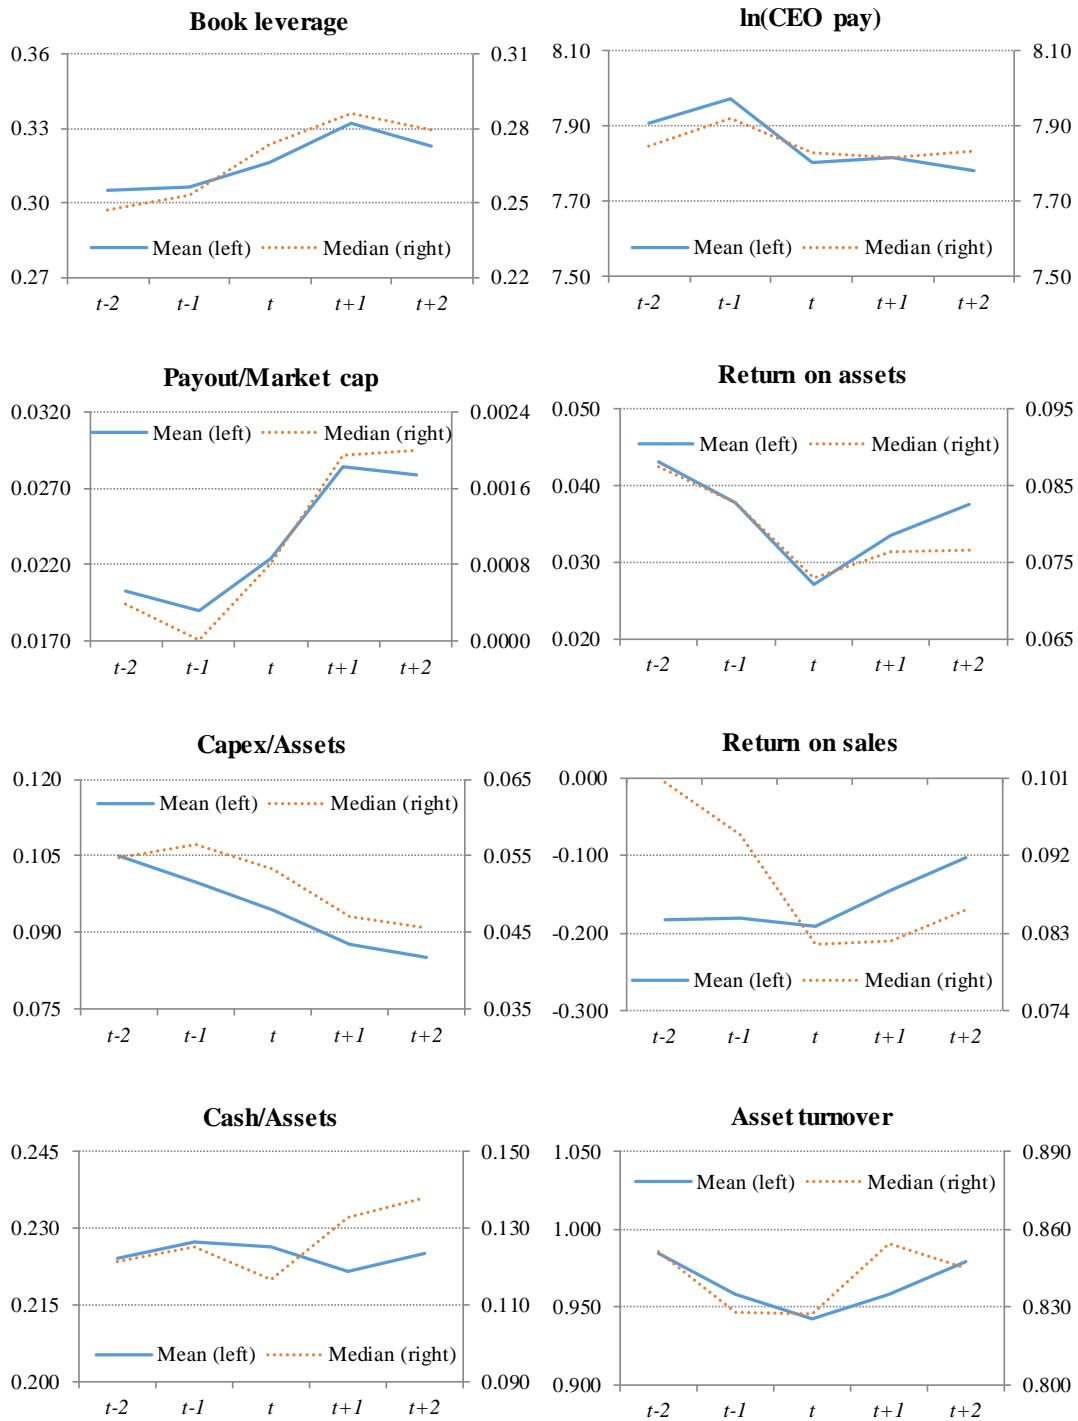 Book leverage
0.36 0.31
0.33 0.28
0.30 0.25
Mean (left) Median (right)
0.27 0.22
t-2 t-1 t t+1 t+2
ln(CEO pay)
8.10 8.10
7.90 7.90
7.70 7.70
Mean (left) Median (right)
7.50 7.50
t-2 t-1 t t+1 t+2
Payout/Market cap
0.0320 0.0024
Mean (left) Median (right)
0.0270 0.0016
0.0220 0.0008
0.0170 0.0000
t-2 t-1 t t+1 t+2
Return on assets
0.050 0.095
Mean (left) Median (right)
0.040 0.085
0.030 0.075
0.020 0.065
t-2 t-1 t t+1 t+2
Capex/Assets
0.120 0.065
Mean (left) Median (right)
0.105 0.055
0.090 0.045
0.075 0.035
t-2 t-1 t t+1 t+2
Return on sales
0.000 0.101
-0.100 0.092
-0.200 0.083
Mean (left) Median (right)
-0.300 0.074
t-2 t-1 t t+1 t+2
Cash/Assets
0.245 0.150
0.230 0.130
0.215 0.110
Mean (left) Median (right)
0.200 0.090
t-2 t-1 t t+1 t+2
Asset turnover
1.050 0.890
Mean (left) Median (right)
1.000 0.860
0.950 0.830
0.900 0.800
t-2 t-1 t t+1 t+2